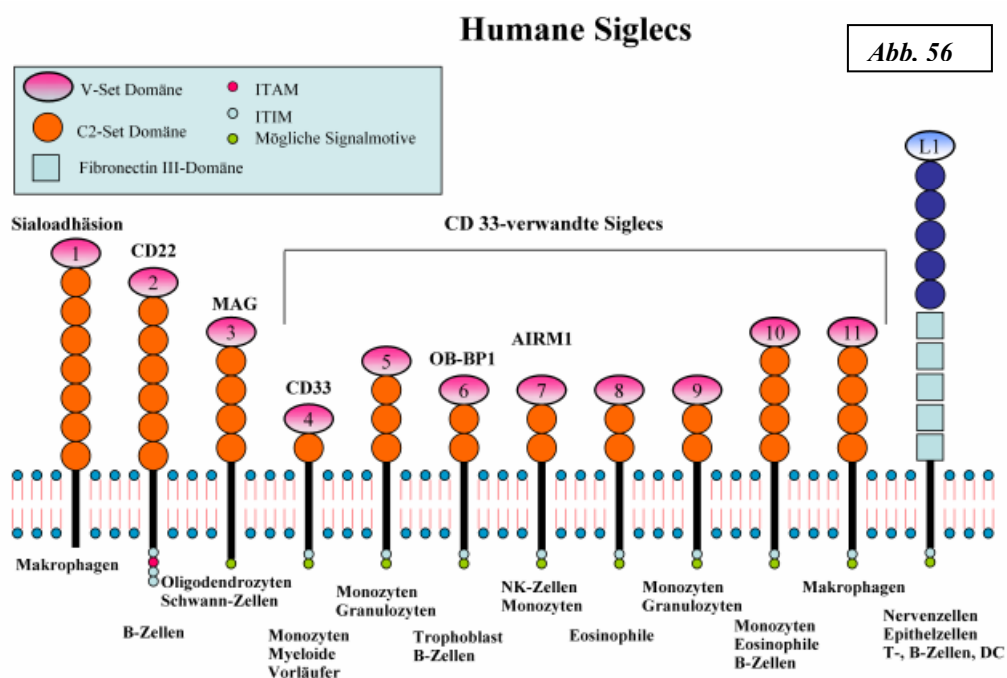 Humane Siglecs
Abb. 56
V-Set Domäne
C2-Set Domäne
Fibronectin III-Domäne
ITAM
ITIM
Mögliche Signalmotive
Sialoadhäsion
CD22
MAG
CD 33-verwandte Siglecs
CD33
OB-BP1
AIRM1
1
2
3
4
5
6
7
8
9
10
11
L1
Makrophagen
B-Zellen
Oligodendrozyten
Schwann-Zellen
Monozyten
Myeloide
Vorläufer
Monozyten
Granulozyten
Trophoblast
B-Zellen
NK-Zellen
Monozyten
Eosinophile
Monozyten
Granulozyten
Monozyten
Eosinophile
B-Zellen
Makrophagen
Nervenzellen
Epithelzellen
T-, B-Zellen, DC